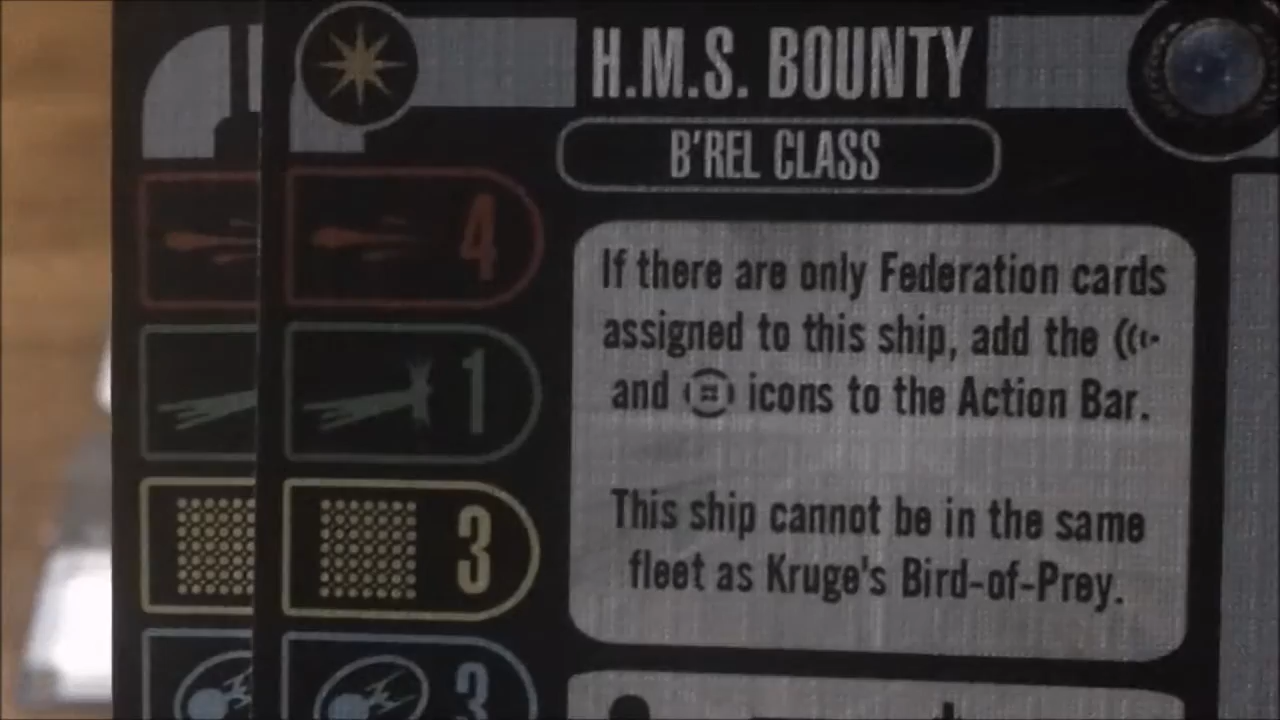 H.M.S. BOUNTY
B'REL CLASS
4
If there are only Federation cards
assigned to this ship, add the
and icons to the Action Bar.
1
This ship cannot be in the same
fleet as Kruge's Bird-of-Prey.
3
3